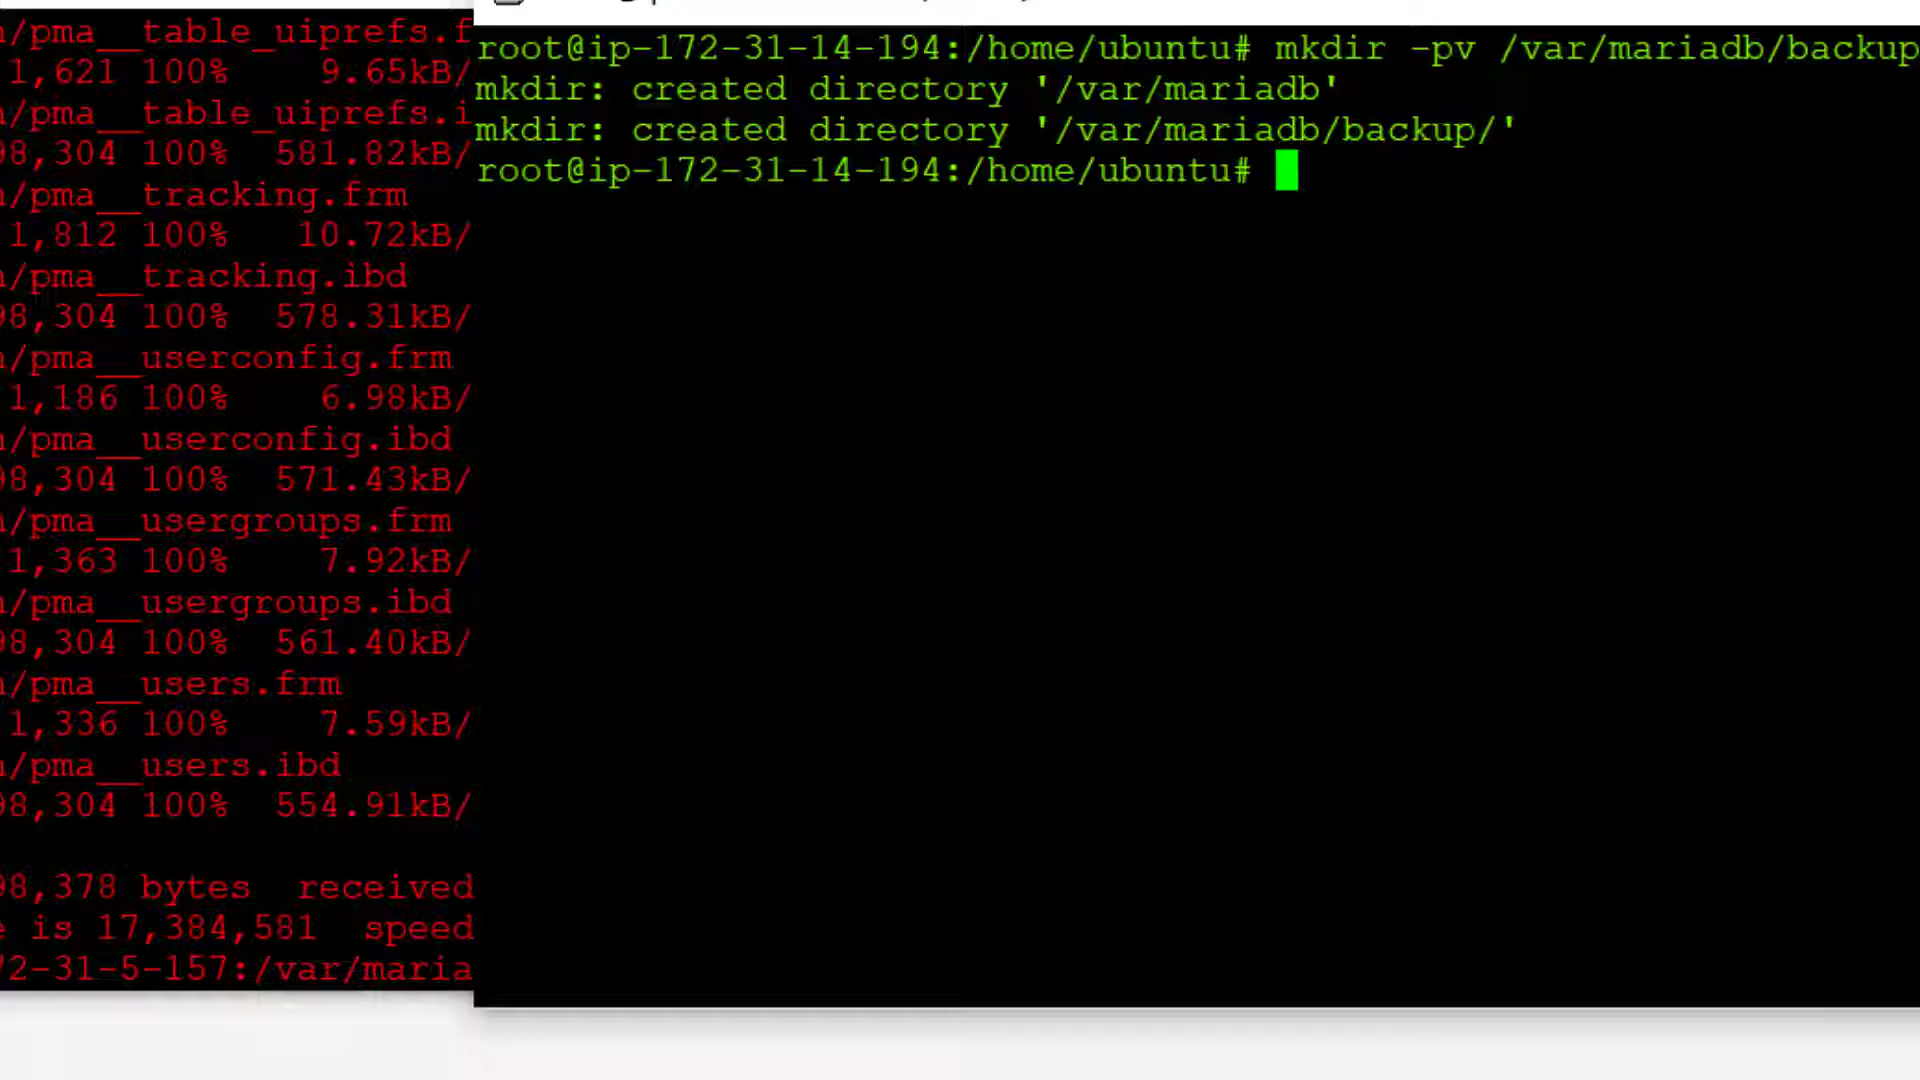 /pma__table_uiprefs.f
1,621 100% 9.65kB/
/pma__table_uiprefs.i
98,304 100% 581.82kB/
/pma__tracking.frm
1,812 100% 10.72kB/
/pma__tracking.ibd
98,304 100% 578.31kB/
/pma__userconfig.frm
1,186 100% 6.98kB/
/pma__userconfig.ibd
98,304 100% 571.43kB/
/pma__usergroups.frm
1,363 100% 7.92kB/
/pma__usergroups.ibd
98,304 100% 561.40kB/
/pma__users.frm
1,336 100% 7.59kB/
/pma__users.ibd
98,304 100% 554.91kB/
98,378 bytes received
e is 17,384,581 speed
72-31-5-157:/var/maria
root@ip-172-31-14-194:/home/ubuntu# mkdir -pv /var/mariadb/backup
mkdir: created directory '/var/mariadb'
mkdir: created directory '/var/mariadb/backup/'
root@ip-172-31-14-194:/home/ubuntu#